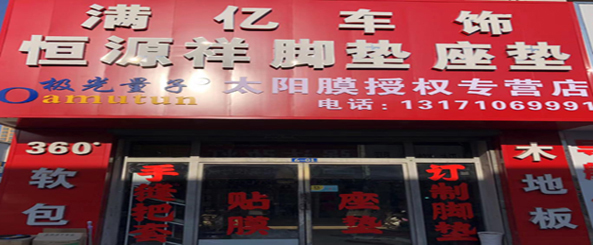 满亿车饰
恒源祥脚垫座垫
极光量子®太阳膜授权专营店
Oamutun
电话：13171069991
360°
软包
手缝把套
贴膜
座垫
订制脚垫
木地板